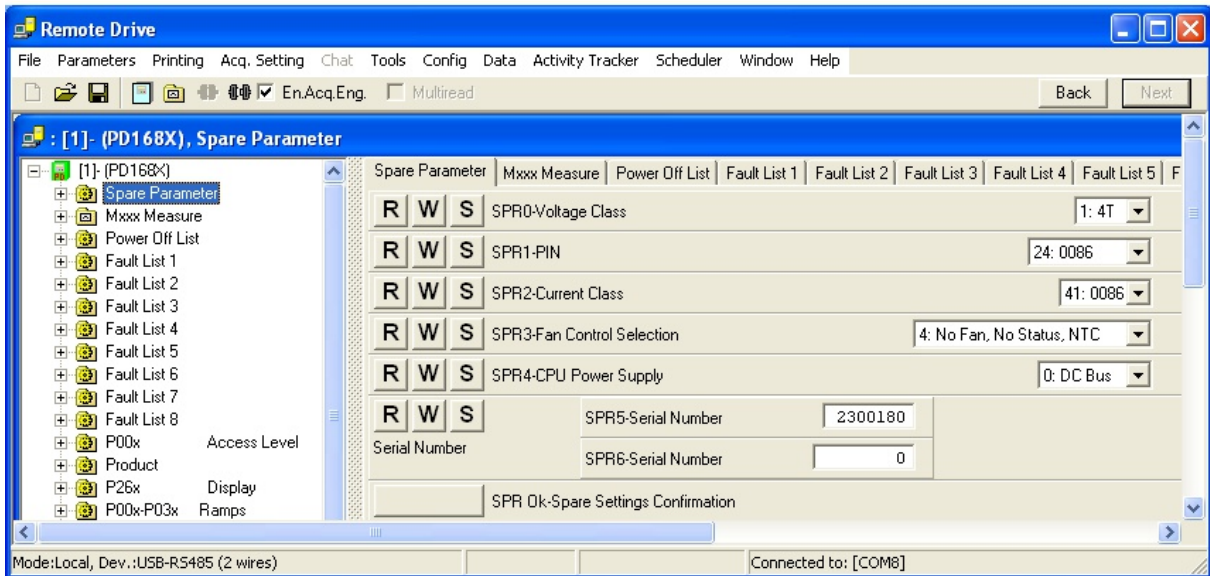 Remote Drive
File Parameters Printing Acq. Setting Chat Tools Config Data Activity Tracker Scheduler Window Help
En.Acq.Eng. Multiread Back Next
: [1]- (PD168X), Spare Parameter
[1]- (PD168X)
Spare Parameter
Mxxx Measure
Power Off List
Fault List 1
Fault List 2
Fault List 3
Fault List 4
Fault List 5
Fault List 6
Fault List 7
Fault List 8
P00x Access Level
Product
P26x Display
P00x-P03x Ramps
Spare Parameter Mxxx Measure Power Off List Fault List 1 Fault List 2 Fault List 3 Fault List 4 Fault List 5 F
R W S SPR0-Voltage Class 1: 4T
R W S SPR1-PIN 24: 0086
R W S SPR2-Current Class 41: 0086
R W S SPR3-Fan Control Selection 4: No Fan, No Status, NTC
R W S SPR4-CPU Power Supply 0: DC Bus
R W S SPR5-Serial Number 2300180
Serial Number SPR6-Serial Number 0
SPR Ok-Spare Settings Confirmation
Mode:Local, Dev.:USB-RS485 (2 wires) Connected to: [COM8]